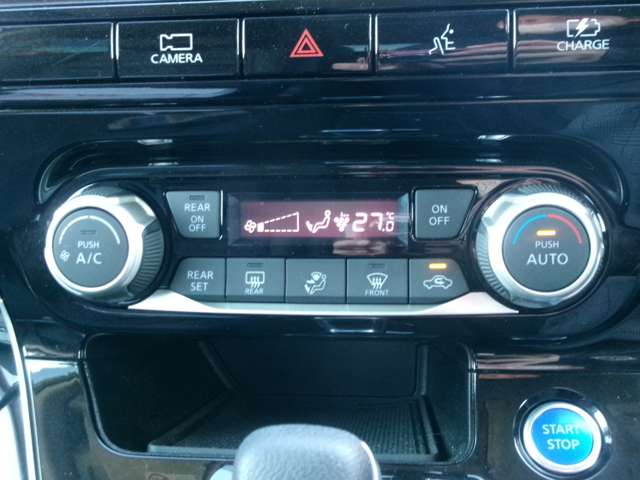 CAMERA
CHARGE
REAR
ON
OFF
27.0
°C
ON
OFF
PUSH
A/C
PUSH
AUTO
REAR
SET
REAR
FRONT
START
STOP